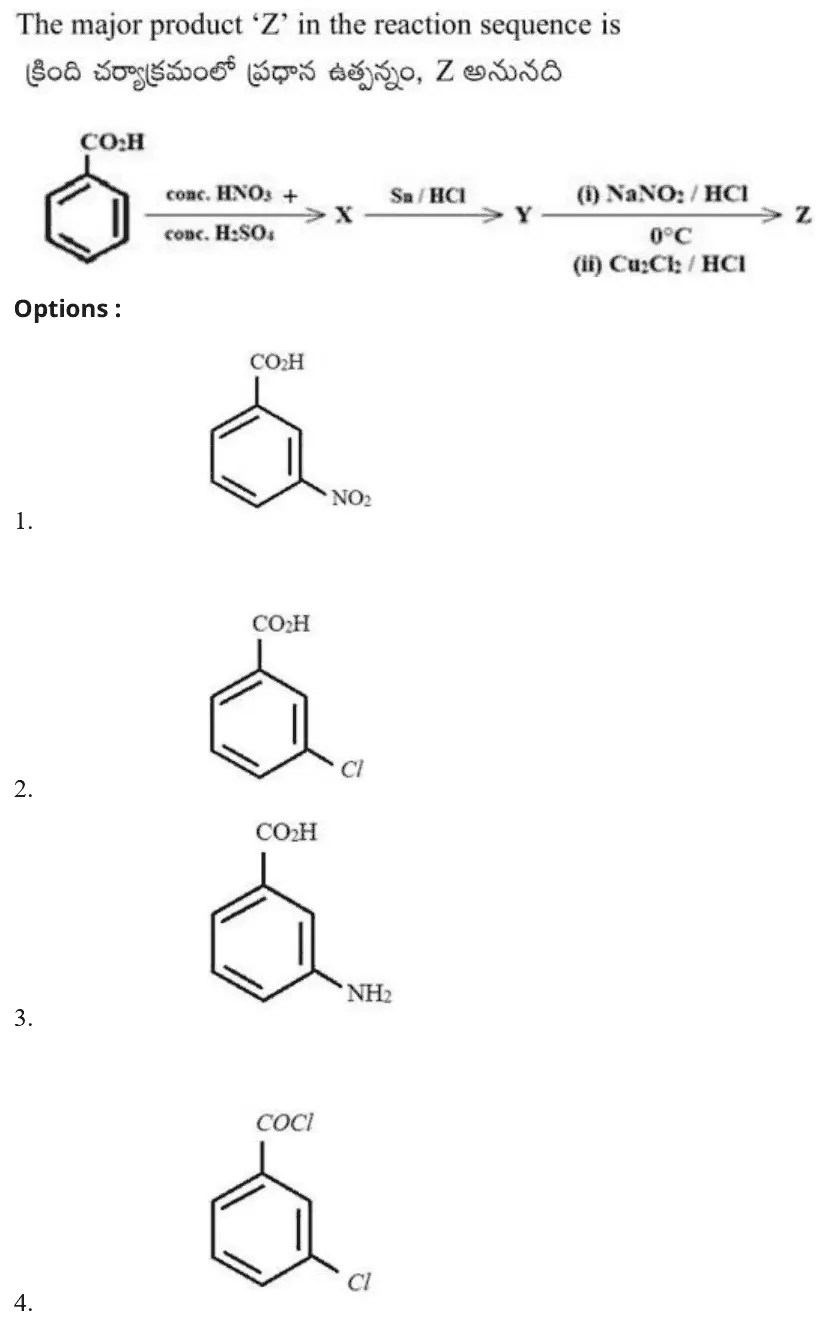 The major product ‘Z’ in the reaction sequence is
క్రింది చర్యాక్రమంలో ప్రధాన ఉత్పన్నం, Z అనునది
CO₂H
conc. HNO₃ +
conc. H₂SO₄
X
Sn / HCl
Y
(i) NaNO₂ / HCl
0°C
(ii) Cu₂Cl₂ / HCl
Z
Options :
CO₂H
NO₂
1.
CO₂H
Cl
2.
CO₂H
NH₂
3.
COCl
Cl
4.